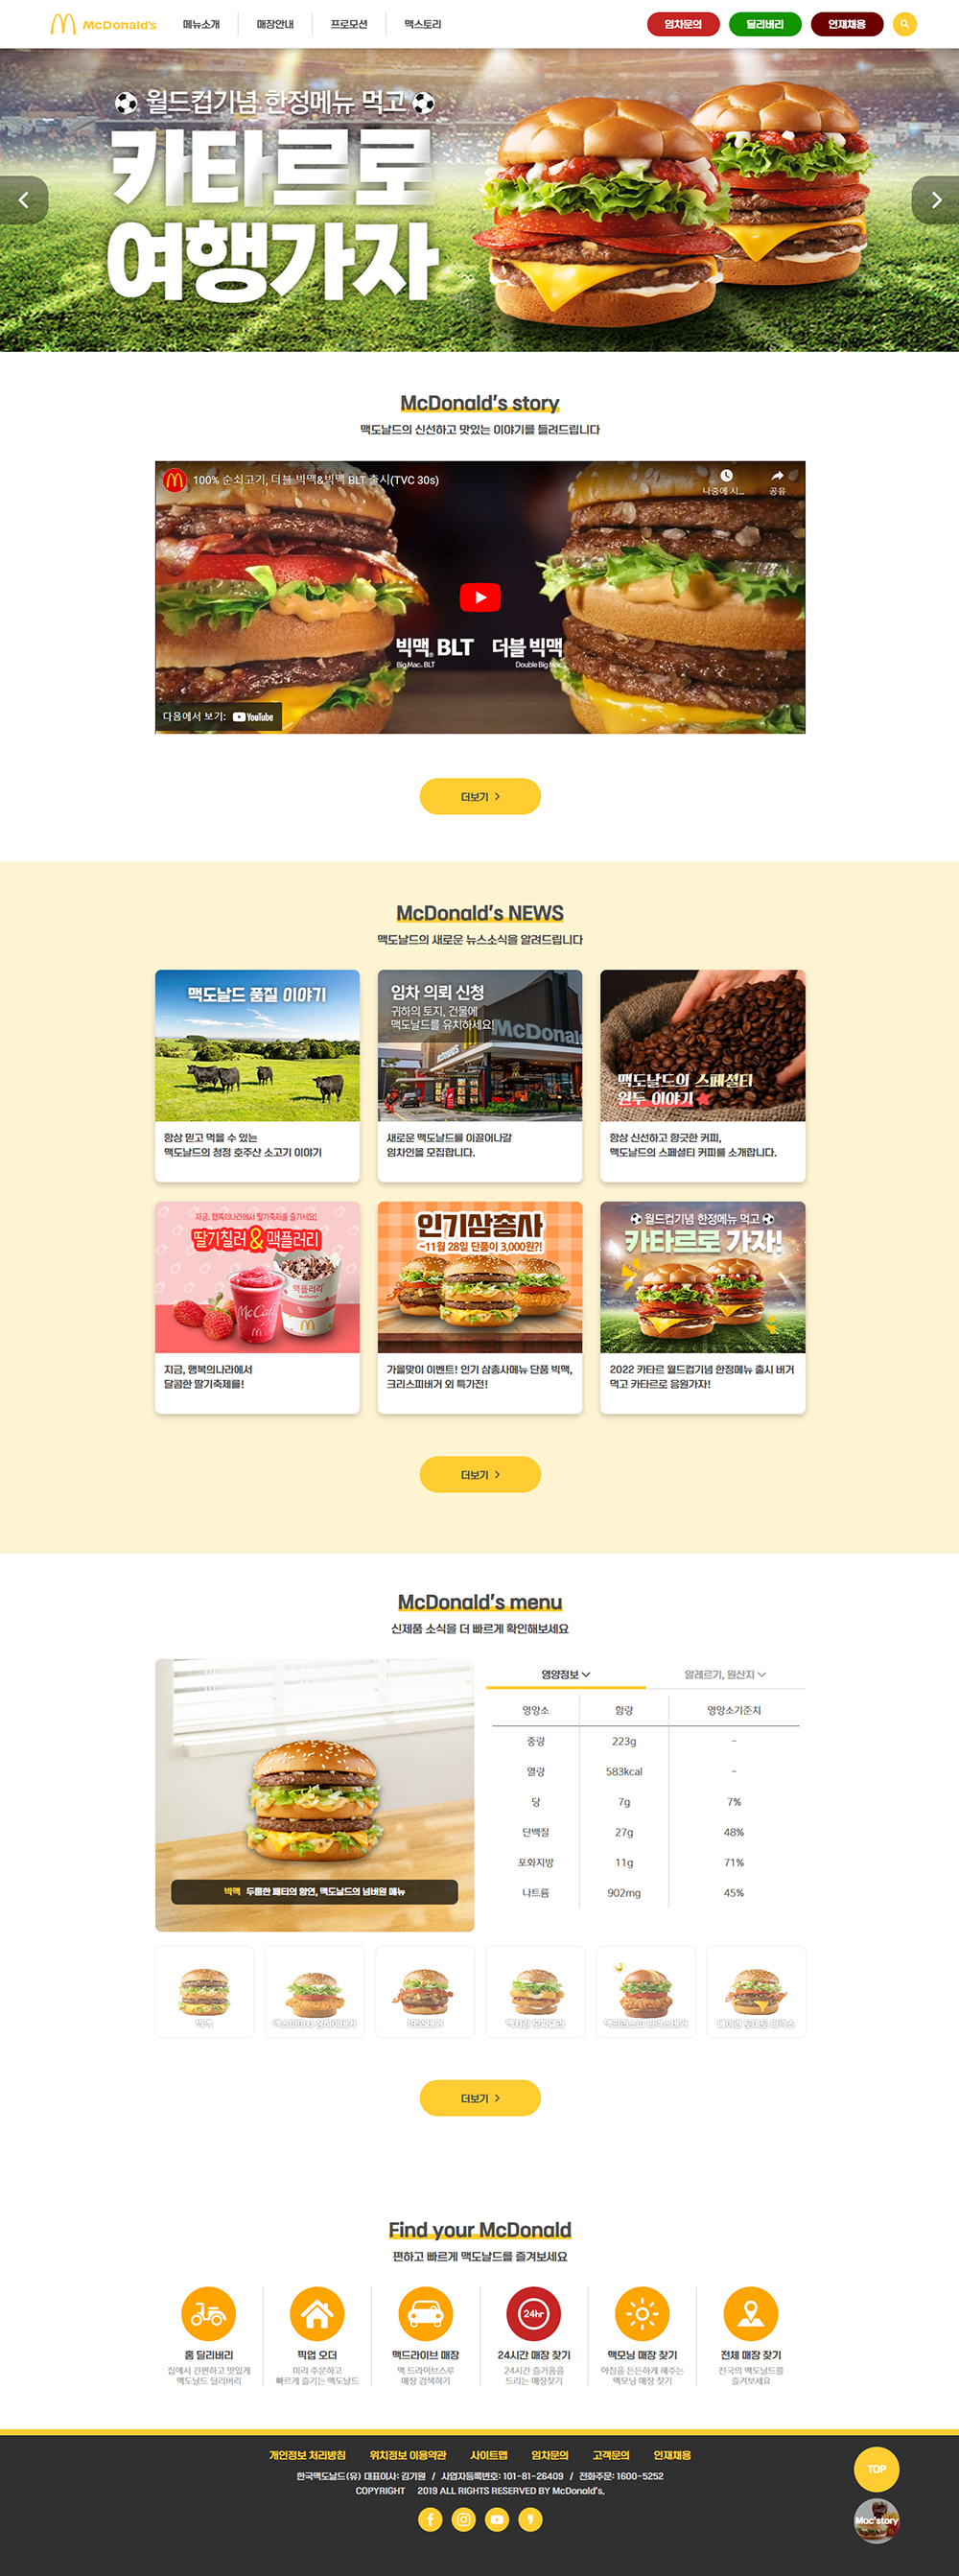 McDonald's
메뉴소개
매장안내
프로모션
맥스토리
임차문의
딜리버리
인재채용
월드컵기념 한정메뉴 먹고
카타르로
여행가자
McDonald's story
맥도날드의 신선하고 맛있는 이야기를 들려드립니다
100% 순쇠고기, 더블 빅맥&빅맥 BLT 출시(TVC 30s)
나중에 시...
공유
빅맥 BLT 더블 빅맥
Big Mac BLT Double Big Mac
다음에서 보기: YouTube
더보기
McDonald's NEWS
맥도날드의 새로운 뉴스소식을 알려드립니다
맥도날드 품질 이야기
항상 믿고 먹을 수 있는
맥도날드의 청정 호주산 소고기 이야기
임차 의뢰 신청
귀하의 토지, 건물에
맥도날드를 유치하세요!
McDonald
McDonald's
새로운 맥도날드를 이끌어나갈
임차인을 모집합니다.
맥도날드의 스페셜티
원두 이야기
항상 신선하고 향긋한 커피,
맥도날드의 스페셜티 커피를 소개합니다.
지금, 행복의나라에서 딸기축제를 즐기세요!
딸기칠러&맥플러리
McCafé
맥플러리
McFlurry
지금, 행복의나라에서
달콤한 딸기축제를!
인기삼총사
~11월 28일 단품이 3,000원?!
가을맞이 이벤트! 인기 삼총사메뉴 단품 빅맥,
크리스피버거 외 특가전!
월드컵기념 한정메뉴 먹고
카타르로 가자!
2022 카타르 월드컵기념 한정메뉴 출시 버거
먹고 카타르로 응원가자!
더보기
McDonald's menu
신제품 소식을 더 빠르게 확인해보세요
빅맥 두툼한 패티의 향연, 맥도날드의 넘버원 메뉴
영양정보
알레르기, 원산지
영양소 함량 영양소기준치
중량 223g -
열량 583kcal -
당 7g 7%
단백질 27g 48%
포화지방 11g 71%
나트륨 902mg 45%
빅맥
맥스파이시 상하이버거
1955버거
더보기
Find your McDonald
편하고 빠르게 맥도날드를 즐겨보세요
홈 딜리버리
집에서 간편하고 맛있게
맥도날드 딜리버리
픽업 오더
미리 주문하고
빠르게 즐기는 맥도날드
맥드라이브 매장
맥 드라이브스루
매장 검색하기
24hr
24시간 매장 찾기
24시간 즐거움을
드리는 매장찾기
맥모닝 매장 찾기
아침을 든든하게 해주는
맥모닝 매장 찾기
전체 매장 찾기
전국의 맥도날드를
즐겨보세요
개인정보 처리방침
위치정보 이용약관
사이트맵
임차문의
고객문의
인재채용
한국맥도날드(유) 대표이사: 김기원 / 사업자등록번호: 101-81-26409 / 전화주문: 1600-5252
COPYRIGHT 2019 ALL RIGHTS RESERVED BY McDonald's.
TOP
Mac'story